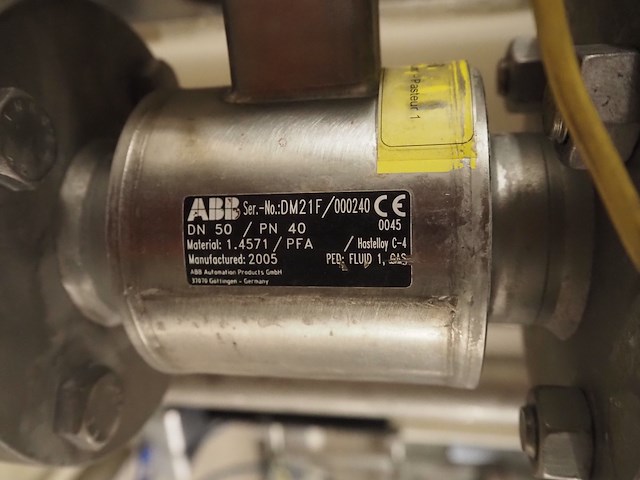 Pasteur 1
ABB Ser.-No.:DM21F/000240 CE
DN 50 / PN 40 0045
Material: 1.4571 / PFA / Hastelloy C-4
Manufactured: 2005 PED: FLUID 1, GAS
ABB Automation Products GmbH
37070 Göttingen - Germany